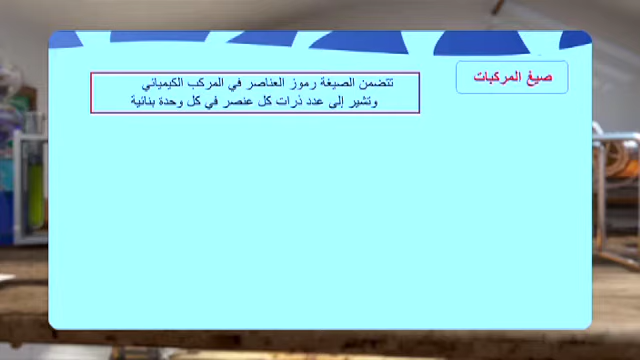 صيغ المركبات
تتضمن الصيغة رموز العناصر في المركب الكيميائي
وتشير إلى عدد ذرات كل عنصر في كل وحدة بنائية